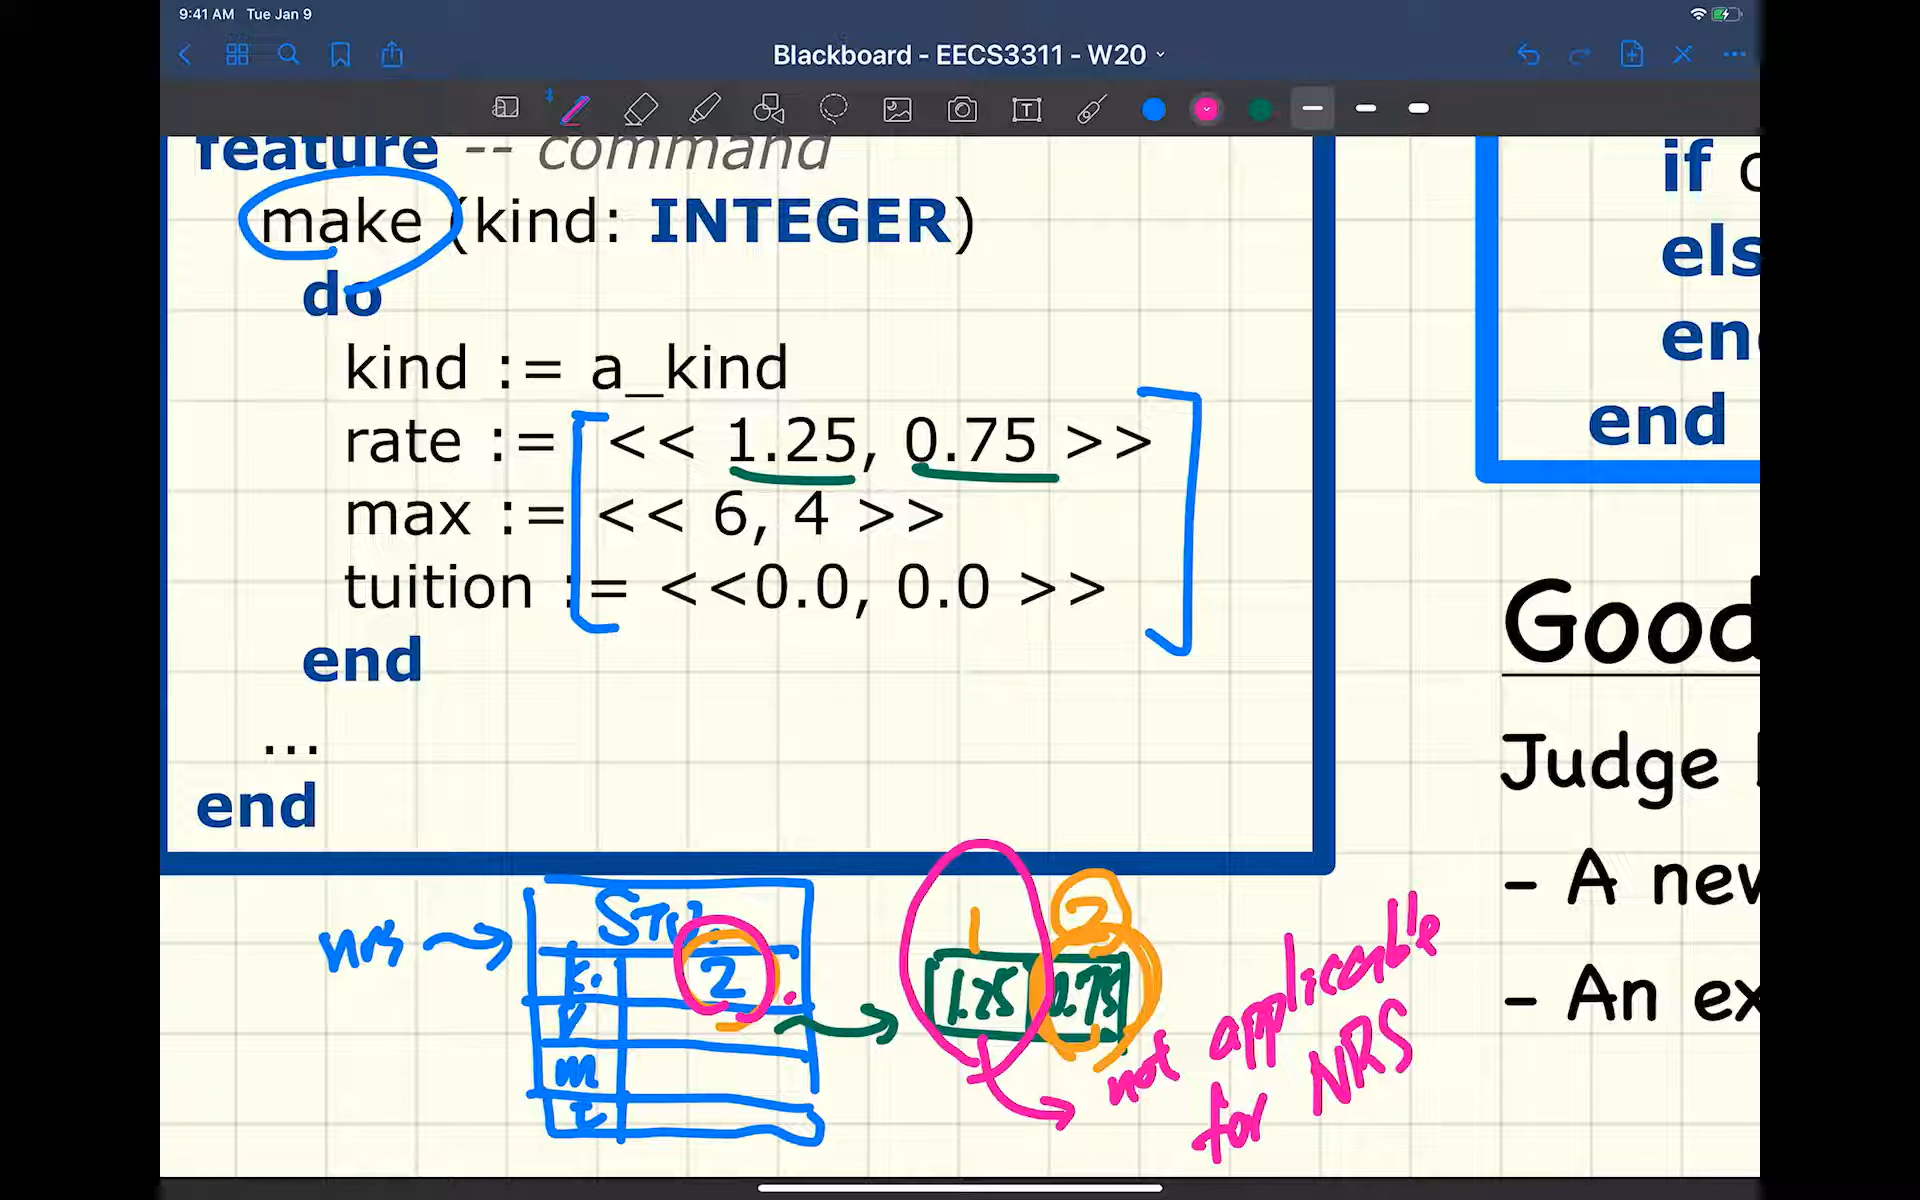 9:41 AM Tue Jan 9
Blackboard - EECS3311 - W20
feature -- command
make (kind: INTEGER)
do
kind := a_kind
rate := << 1.25, 0.75 >>
max := << 6, 4 >>
tuition := <<0.0, 0.0 >>
end
...
end
if
els
end
end
Good
Judge
- A new
- An ex
nrs
STU.
k. 2
r
m
t
1 2
1.25 0.75
not applicable
for NRS